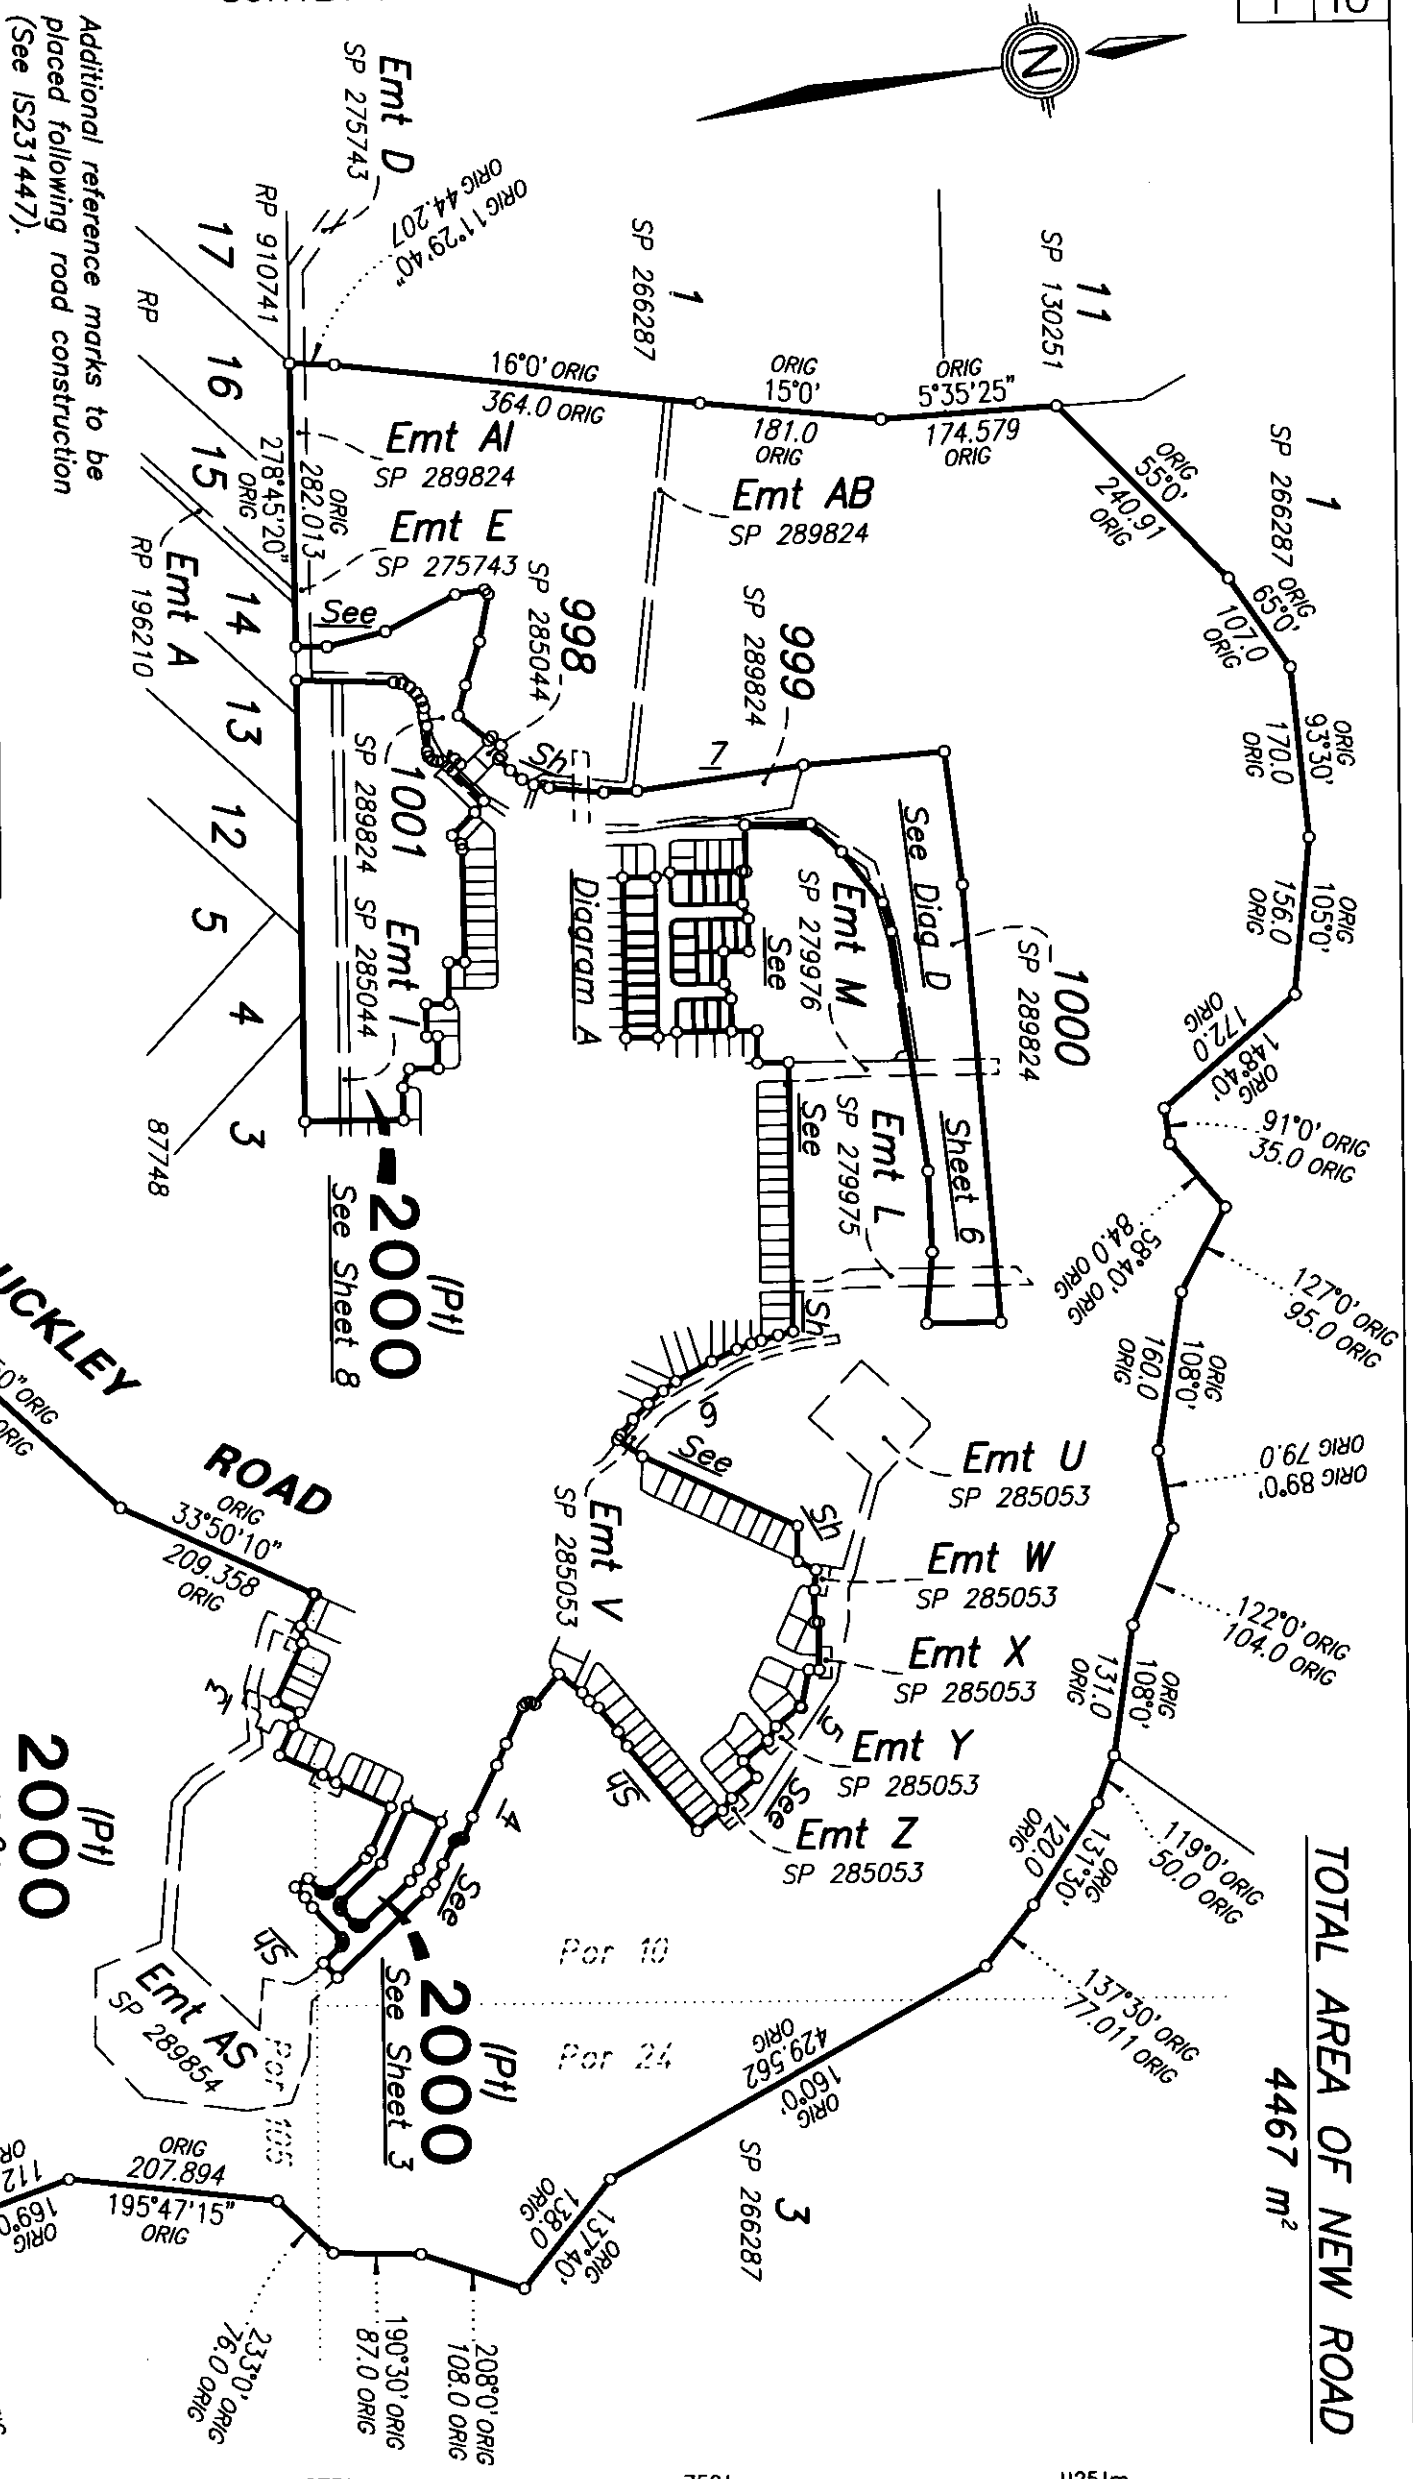 TOTAL AREA OF NEW ROAD
4467 m²
Additional reference marks to be
placed following road construction
(See IS231447).
N
Emt D
SP 275743
ORIG 11°29'40"
ORIG 44.207
RP 910741
17
RP
16
15
14
13
12
5
4
3
87748
Emt A
RP 196210
278°45'20"
ORIG
ORIG
282.013
16°0' ORIG
364.0 ORIG
1
SP 266287
ORIG
15°0'
181.0
ORIG
ORIG
5°35'25"
174.579
ORIG
11
SP 130251
ORIG
55°0'
240.91
ORIG
1
SP 266287
ORIG
65°0'
107.0
ORIG
ORIG
93°30'
170.0
ORIG
ORIG
105°0'
156.0
ORIG
ORIG
148°40'
172.0
ORIG
91°0' ORIG
35.0 ORIG
58°40' ORIG
84.0 ORIG
127°0' ORIG
95.0 ORIG
ORIG
108°0'
160.0
ORIG
ORIG 89°0'
ORIG 79.0
122°0' ORIG
104.0 ORIG
ORIG
108°0'
131.0
ORIG
119°0' ORIG
50.0 ORIG
ORIG
131°30'
120.0
ORIG
137°30' ORIG
77.011 ORIG
ORIG
160°0'
429.562
ORIG
3
SP 266287
ORIG
137°40'
138.0
ORIG
208°0' ORIG
108.0 ORIG
190°30' ORIG
87.0 ORIG
233°0' ORIG
76.0 ORIG
ORIG
207.894
195°47'15"
ORIG
169°0'
ORIG
112
Emt AI
SP 289824
Emt E
SP 275743
Emt AB
SP 289824
998
SP 285044
999
SP 289824
1000
SP 289824
1001
SP 289824
Emt I
SP 285044
See
Sh
7
See Diag D
Sheet 6
Diagram A
See
Emt M
SP 279976
Emt L
SP 279975
See
Sh
6
2000
(Pt)
See Sheet 8
See
Sh
5
See
Emt U
SP 285053
Emt V
SP 285053
Emt W
SP 285053
Emt X
SP 285053
Emt Y
SP 285053
Emt Z
SP 285053
Sh
4
See
Sh
3
UCKLEY
ROAD
ORIG
33°50'10"
209.358
ORIG
50" ORIG
ORIG
2000
(Pt)
2000
(Pt)
See Sheet 3
Emt AS
SP 289854
Por 10
Por 24
Por 105